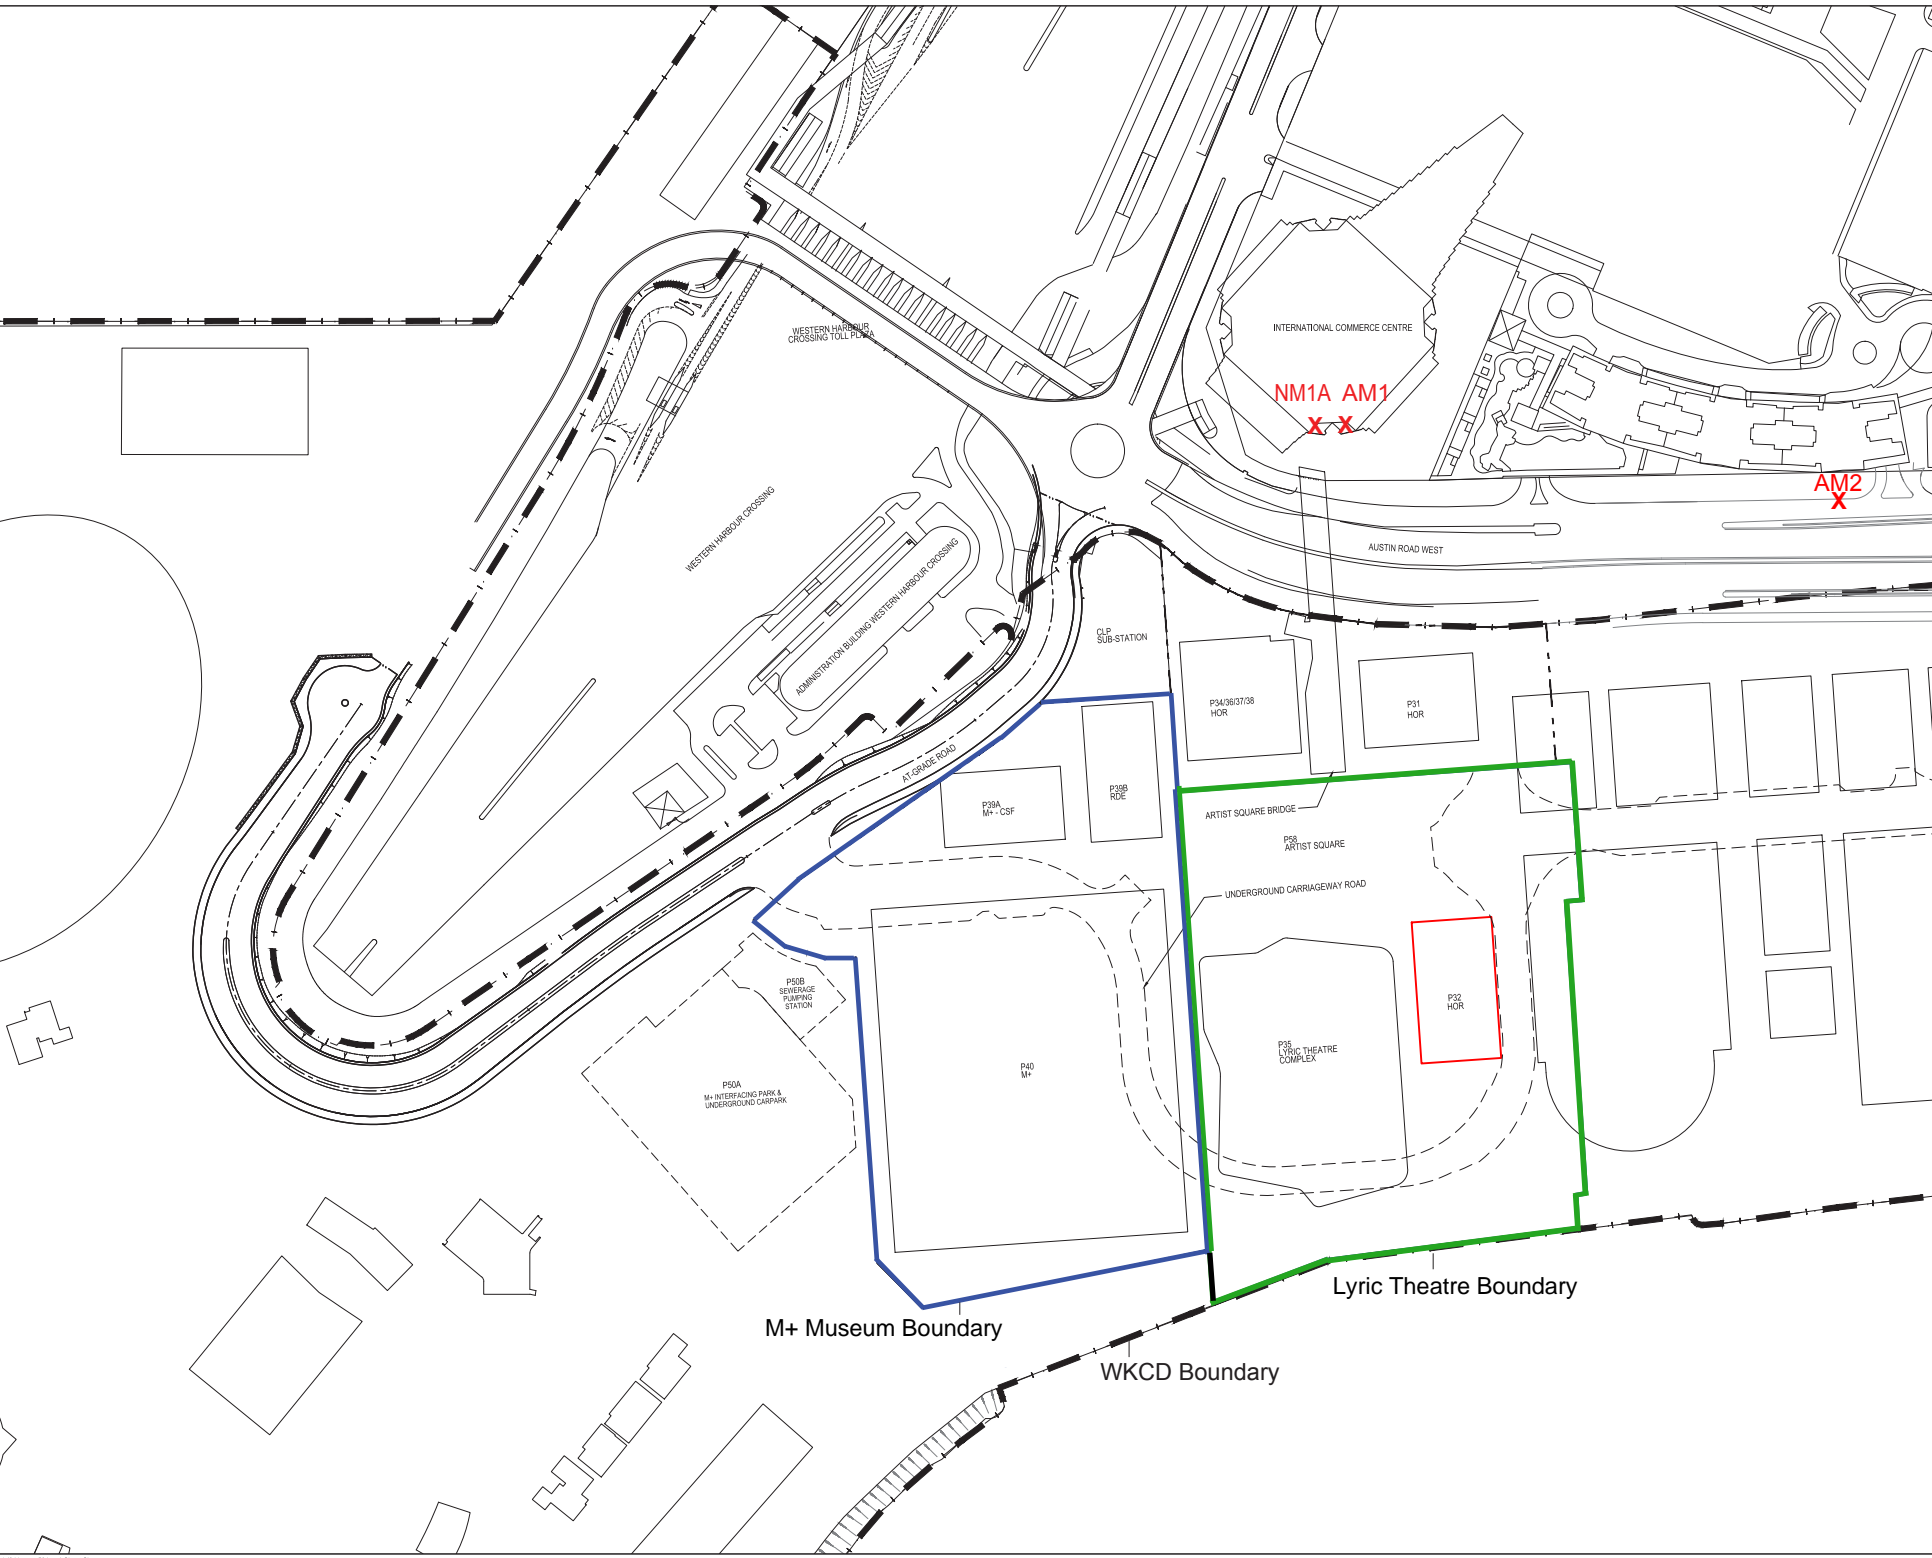 WESTERN HARBOUR
CROSSING TOLL PLAZA
INTERNATIONAL COMMERCE CENTRE
NM1A AM1
X X
AM2
X
WESTERN HARBOUR CROSSING
ADMINISTRATION BUILDING WESTERN HARBOUR CROSSING
AUSTIN ROAD WEST
CLP
SUB-STATION
P34/36/37/38
HOR
P31
HOR
AT-GRADE ROAD
P39A
M+ - CSF
P39B
RDE
ARTIST SQUARE BRIDGE
P58
ARTIST SQUARE
UNDERGROUND CARRIAGEWAY ROAD
P50B
SEWERAGE
PUMPING
STATION
P32
HOR
P35
LYRIC THEATRE
COMPLEX
P40
M+
P50A
M+ INTERFACING PARK &
UNDERGROUND CARPARK
Lyric Theatre Boundary
M+ Museum Boundary
WKCD Boundary